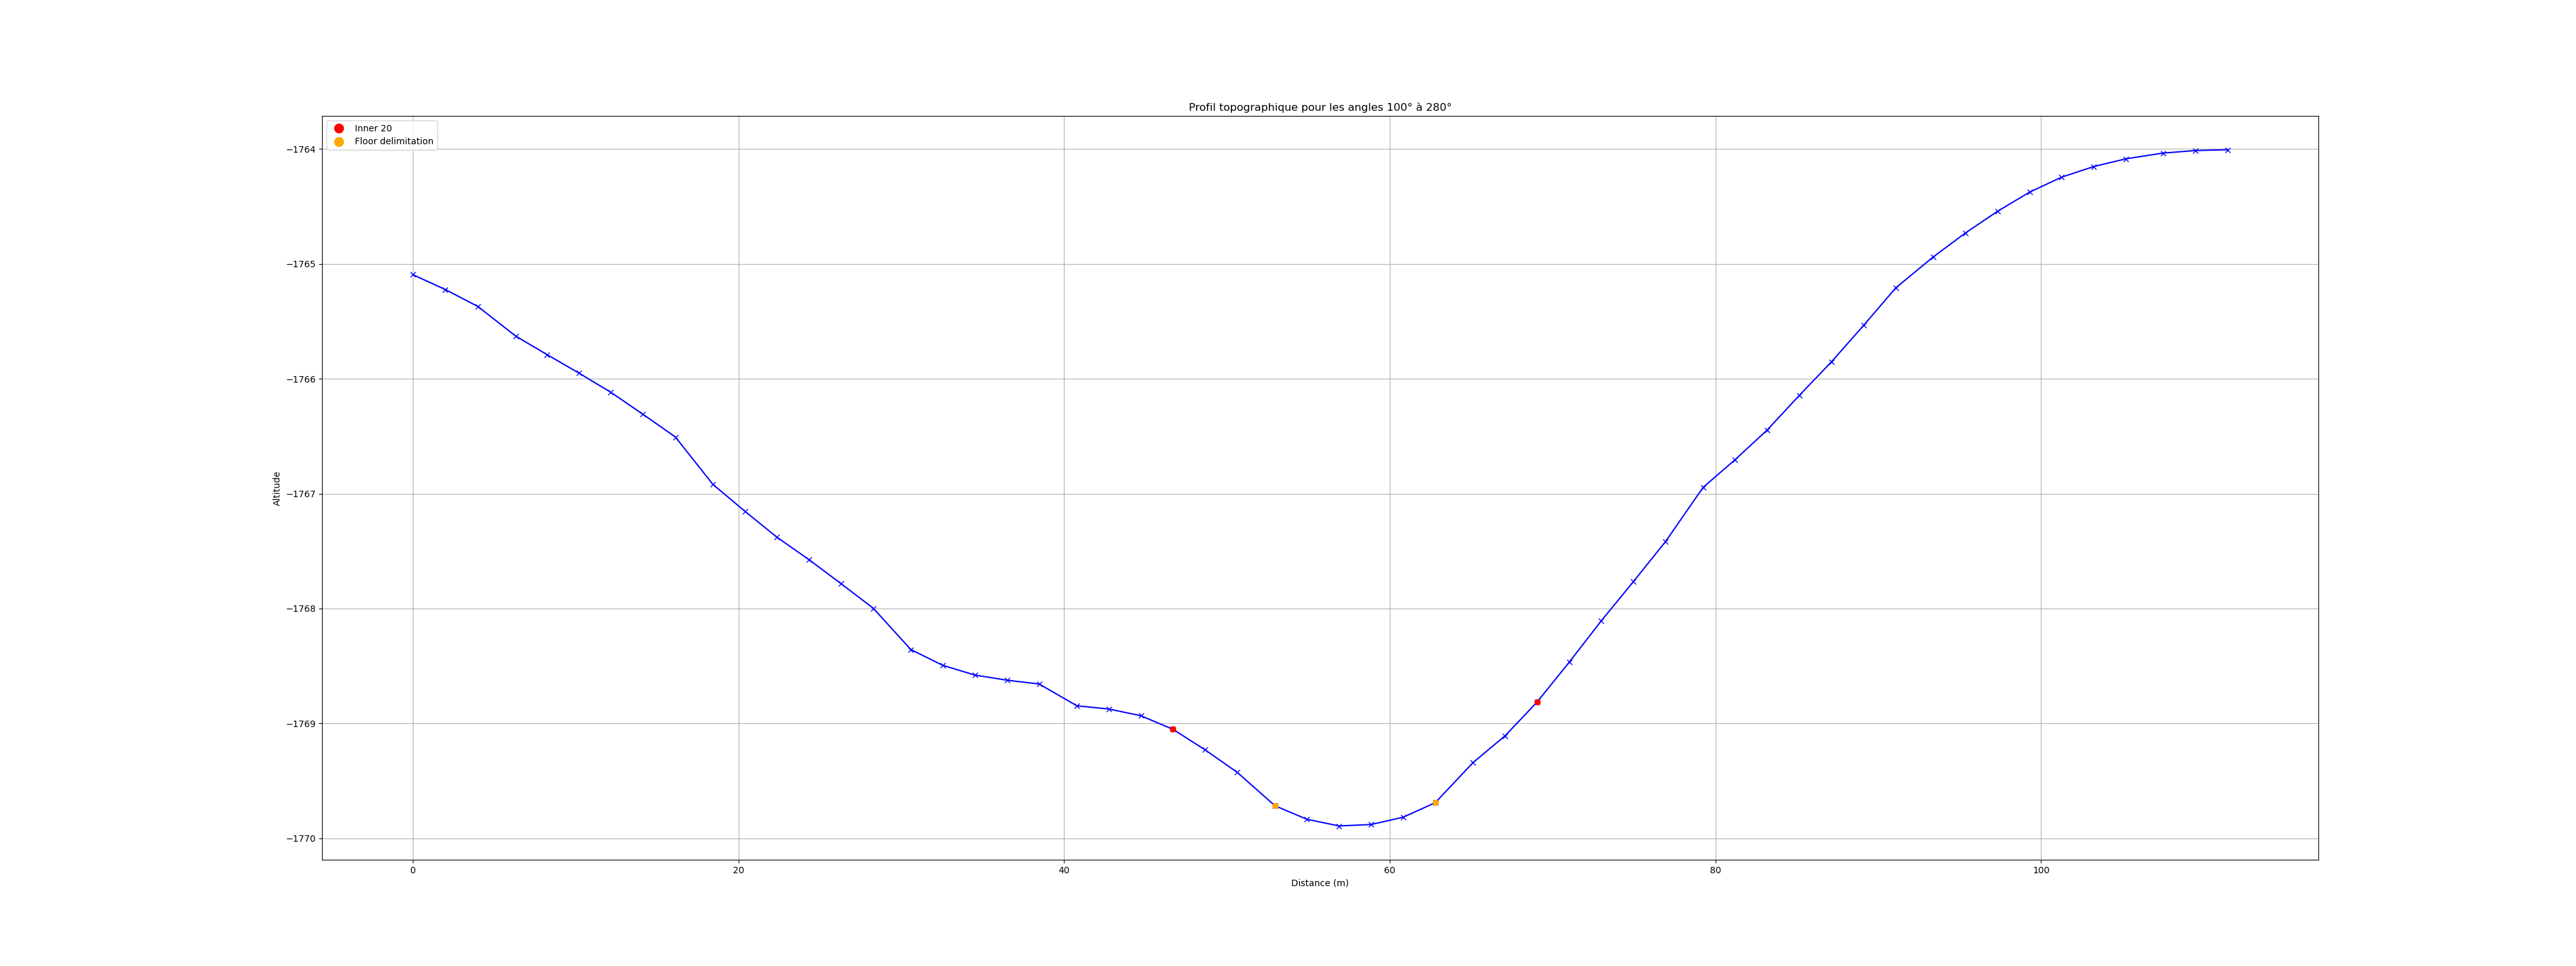 Profil topographique pour les angles 100° à 280°
Inner 20
Floor delimitation
−1764
−1765
−1766
−1767
−1768
−1769
−1770
Altitude
0 20 40 60 80 100
Distance (m)